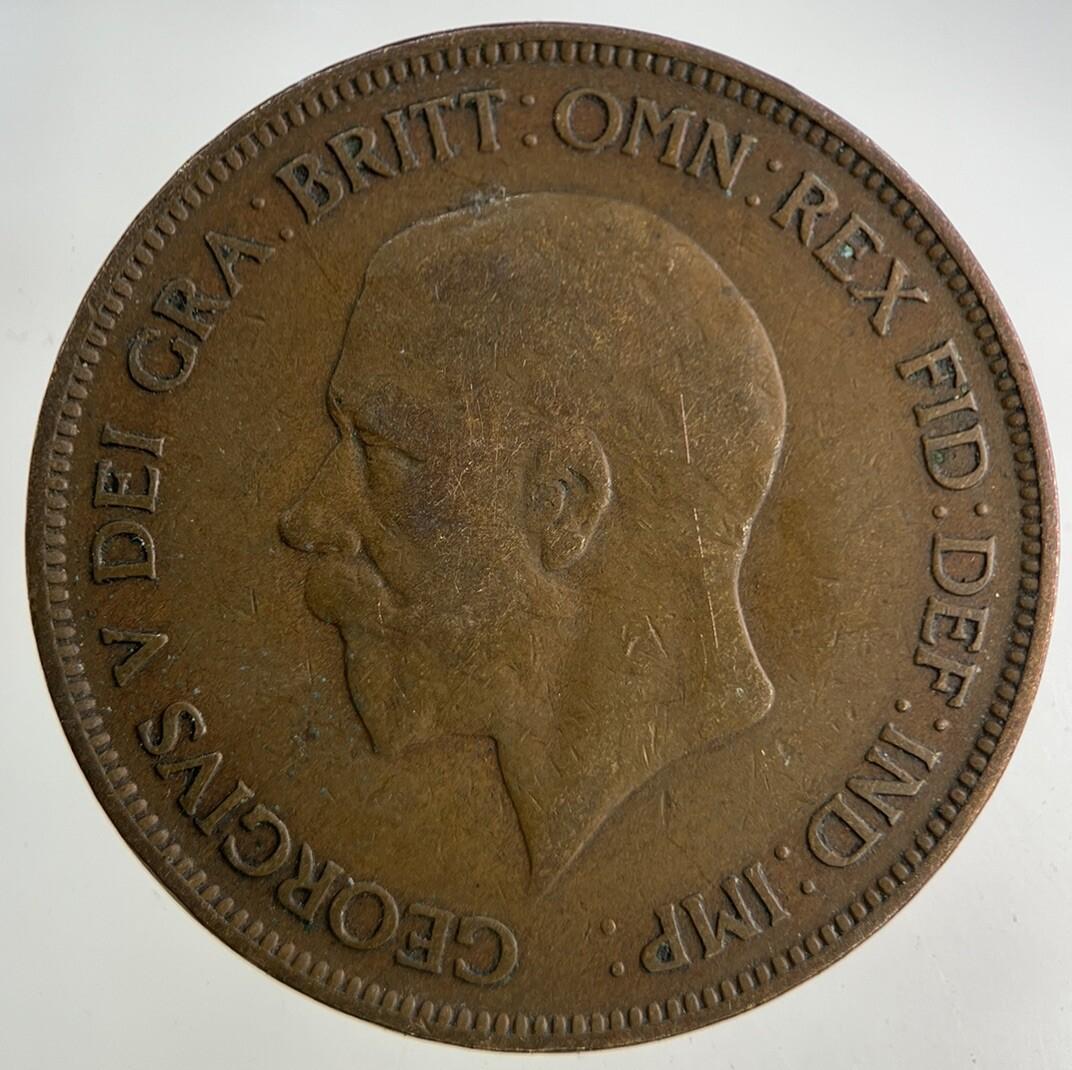 GEORGIVS V DEI GRA: BRITT: OMN: REX FID: DEF: IND: IMP: